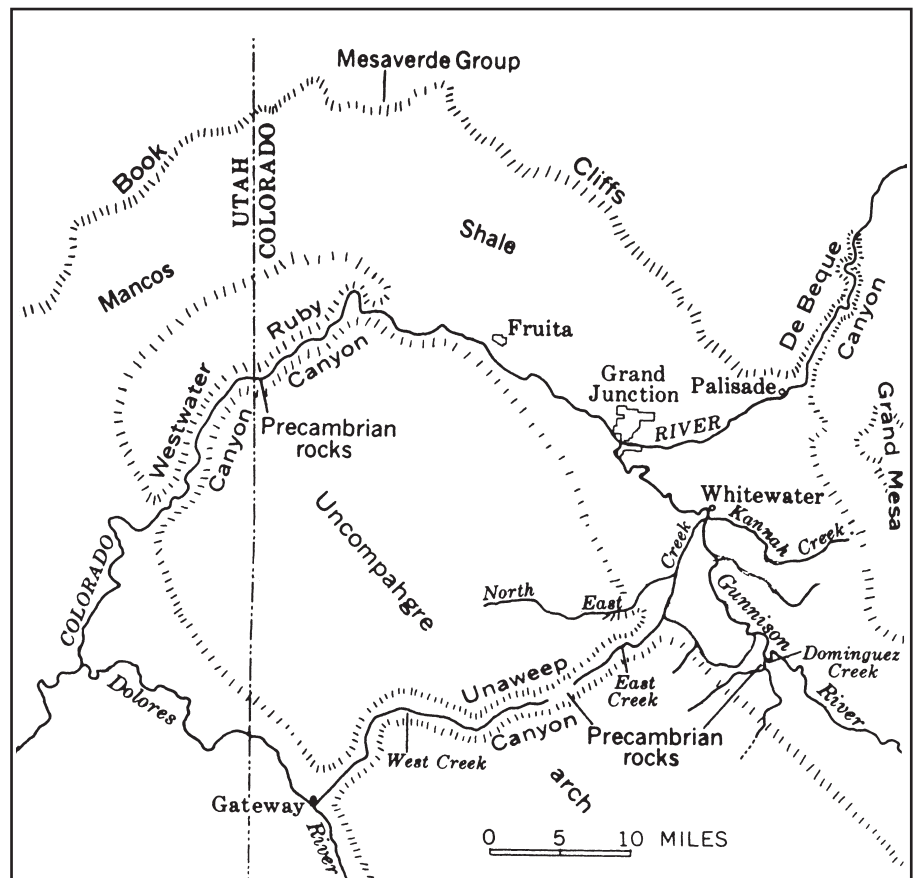 Mesaverde Group
Book
UTAH
COLORADO
Cliffs
Shale
Mancos
De Beque
Canyon
Ruby
Canyon
Fruita
Grand
Junction
Palisade
RIVER
Westwater
Canyon
Precambrian
rocks
Grand Mesa
Whitewater
Kannah Creek
Creek
Uncompahgre
COLORADO
North
East
Gunnison
River
Dominguez
Creek
Unaweep
Canyon
East
Creek
Dolores
River
Precambrian
rocks
West Creek
arch
Gateway
0 5 10 MILES